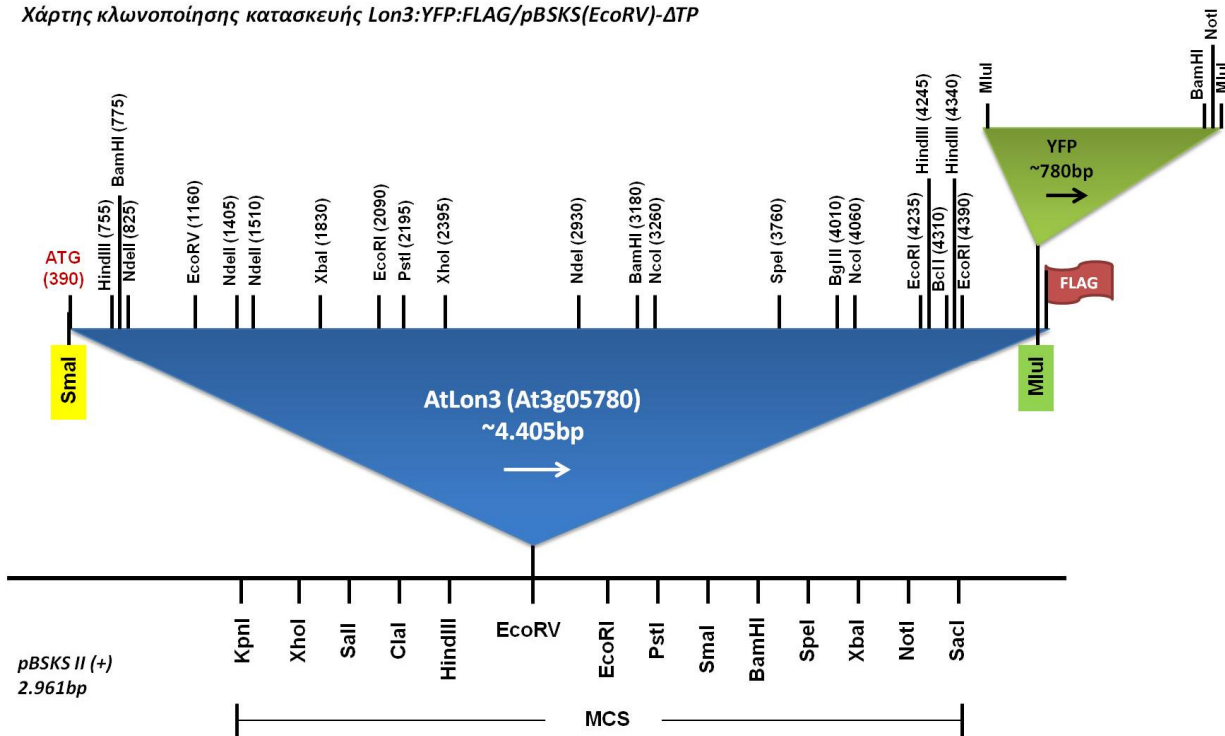 Χάρτης κλωνοποίησης κατασκευής Lon3:YFP:FLAG/pBSKS(EcoRV)-ΔTP
MluI
BamHI
NotI
MluI
YFP
~780bp
ATG
(390)
HindIII (755)
BamHI (775)
NdeII (825)
EcoRV (1160)
NdeII (1405)
NdeII (1510)
XbaI (1830)
EcoRI (2090)
PstI (2195)
XhoI (2395)
NdeI (2930)
BamHI (3180)
NcoI (3260)
SpeI (3760)
BglII (4010)
NcoI (4060)
EcoRI (4235)
HindIII (4245)
BclI (4310)
HindIII (4340)
EcoRI (4390)
FLAG
SmaI
MluI
AtLon3 (At3g05780)
~4.405bp
KpnI
XhoI
SalI
ClaI
HindIII
EcoRV
EcoRI
PstI
SmaI
BamHI
SpeI
XbaI
NotI
SacI
pBSKS II (+)
2.961bp
MCS